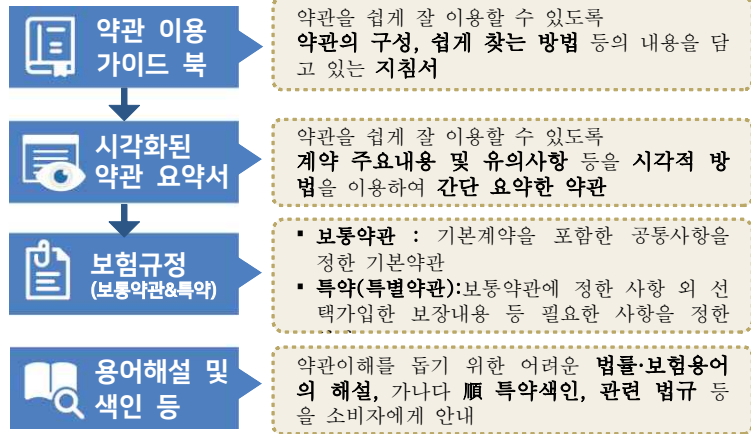 약관 이용
가이드 북
약관을 쉽게 잘 이용할 수 있도록
약관의 구성, 쉽게 찾는 방법 등의 내용을 담
고 있는 지침서
시각화된
약관 요약서
약관을 쉽게 잘 이용할 수 있도록
계약 주요내용 및 유의사항 등을 시각적 방
법을 이용하여 간단 요약한 약관
보험규정
(보통약관&특약)
▪ 보통약관 : 기본계약을 포함한 공통사항을
정한 기본약관
▪ 특약(특별약관):보통약관에 정한 사항 외 선
택가입한 보장내용 등 필요한 사항을 정한
용어해설 및
색인 등
약관이해를 돕기 위한 어려운 법률·보험용어
의 해설, 가나다 順 특약색인, 관련 법규 등
을 소비자에게 안내